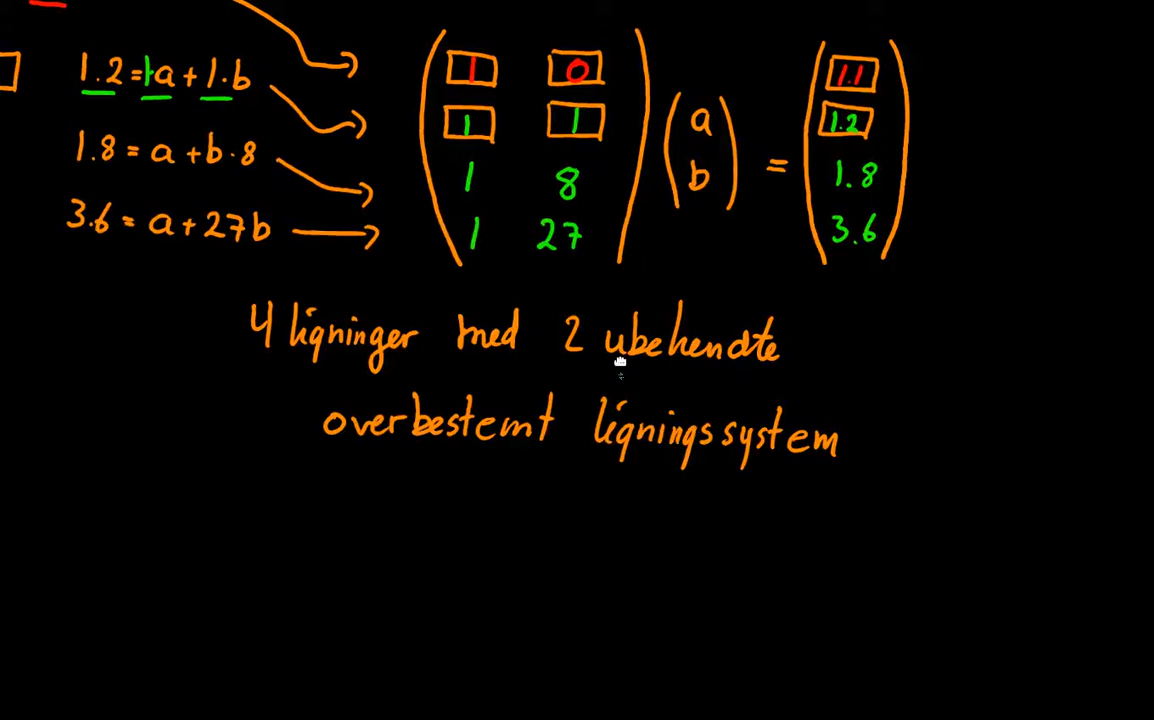 1.2 = 1·a + 1·b
1.8 = a + b·8
3.6 = a + 27b
( 1 0 ) ( 1.1 )
( 1 1 ) ( a ) ( 1.2 )
( 1 8 ) ( b ) = ( 1.8 )
( 1 27 ) ( 3.6 )
4 ligninger med 2 ubekendte
overbestemt ligningssystem